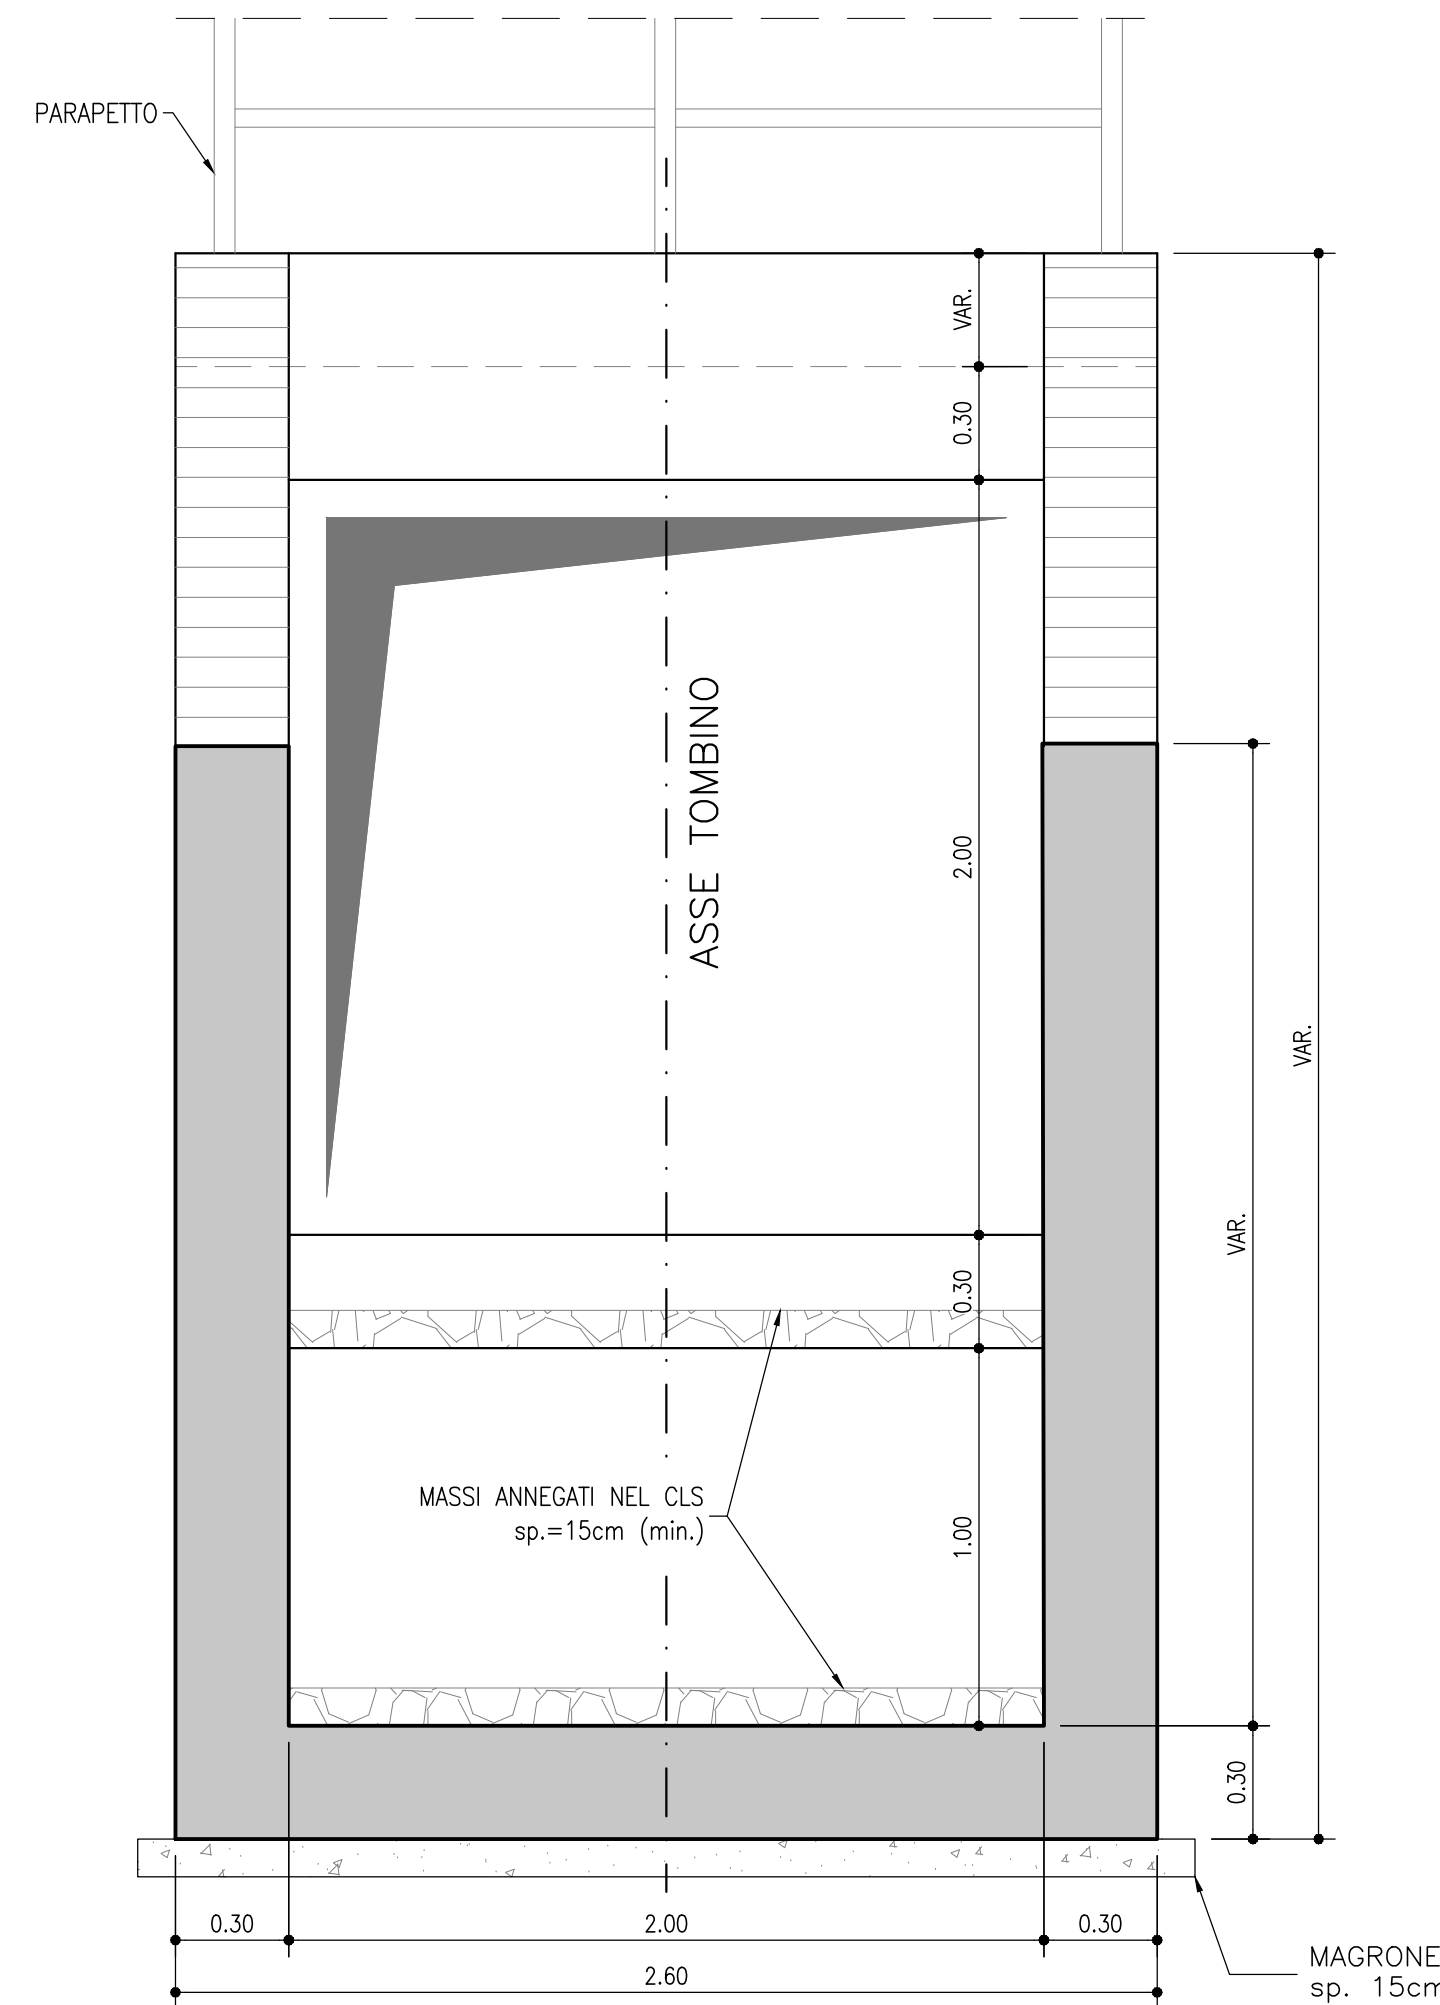 PARAPETTO
VAR.
0.30
ASSE TOMBINO
2.00
VAR.
VAR.
0.30
MASSI ANNEGATI NEL CLS
sp.=15cm (min.)
1.00
0.30
0.30
2.00
0.30
2.60
MAGRONE
sp. 15cm